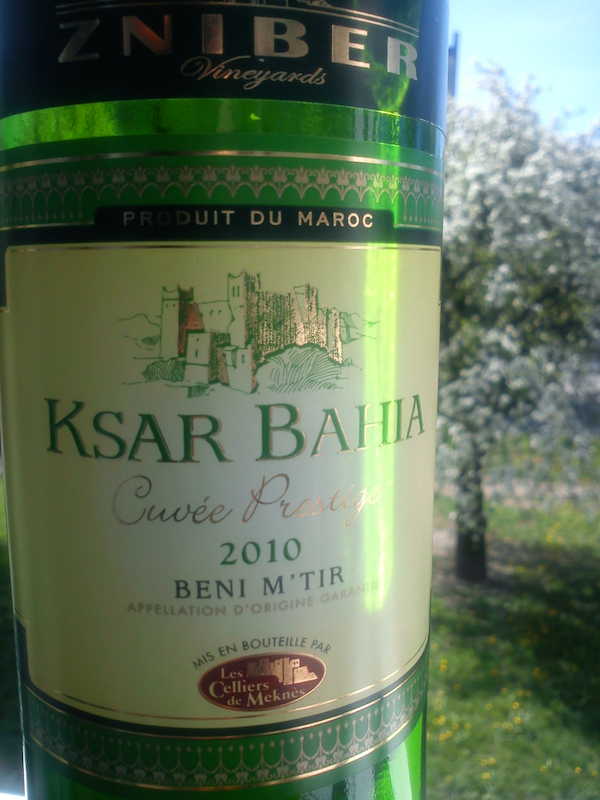 ZNIBER
Vineyards
PRODUIT DU MAROC
KSAR BAHIA
Cuvée Prestige
2010
BENI M'TIR
APPELLATION D'ORIGINE GARANTIE
MIS EN BOUTEILLE PAR
Les
Celliers
de Meknès